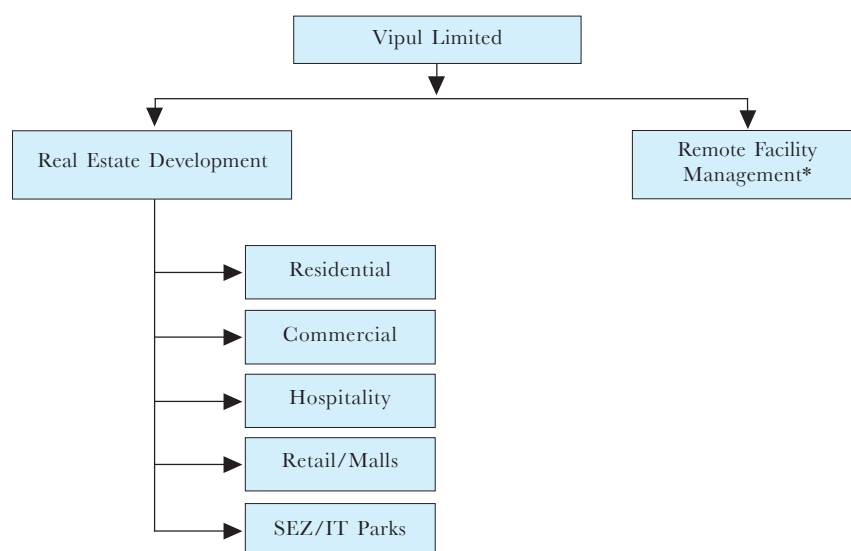 Vipul Limited
Real Estate Development
Remote Facility
Management*
Residential
Commercial
Hospitality
Retail/Malls
SEZ/IT Parks